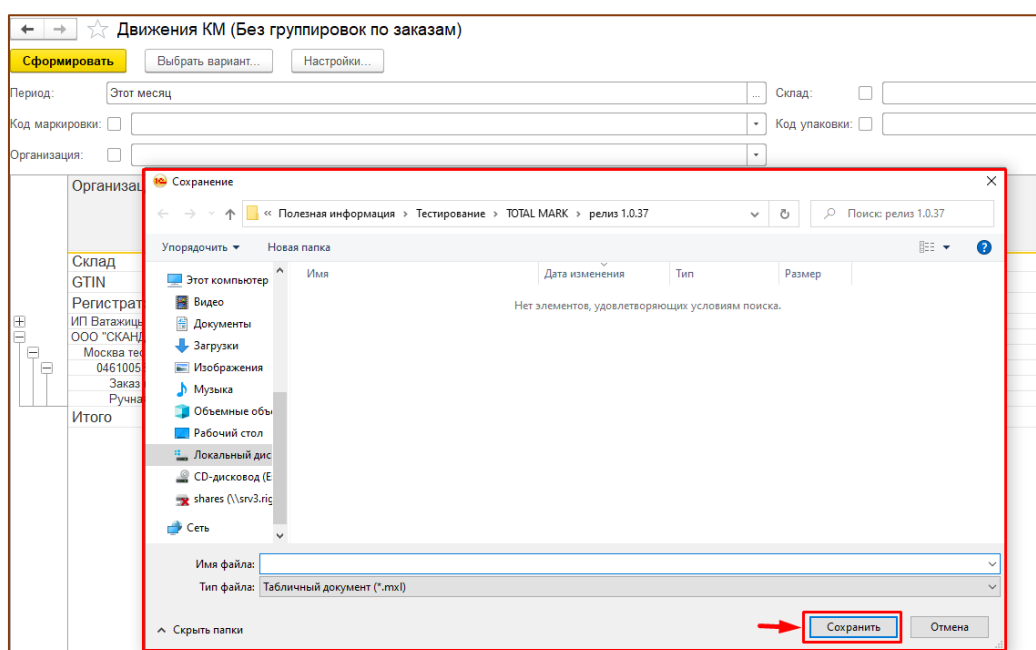 Движения КМ (Без группировок по заказам)
Сформировать Выбрать вариант... Настройки...
Период: Этот месяц ... Склад:
Код маркировки: Код упаковки:
Организация:
Организац
Склад
GTIN
Регистрат
ИП Ватажиць
ООО "СКАНД
Москва тес
0461005
Заказ
Ручна
Итого
Сохранение
« Полезная информация › Тестирование › TOTAL MARK › релиз 1.0.37
Поиск: релиз 1.0.37
Упорядочить Новая папка
Имя Дата изменения Тип Размер
Нет элементов, удовлетворяющих условиям поиска.
Этот компьютер
Видео
Документы
Загрузки
Изображения
Музыка
Объемные объ
Рабочий стол
Локальный дис
CD-дисковод (E
shares (\\srv3.rig
Сеть
Имя файла:
Тип файла: Табличный документ (*.mxl)
Скрыть папки Сохранить Отмена